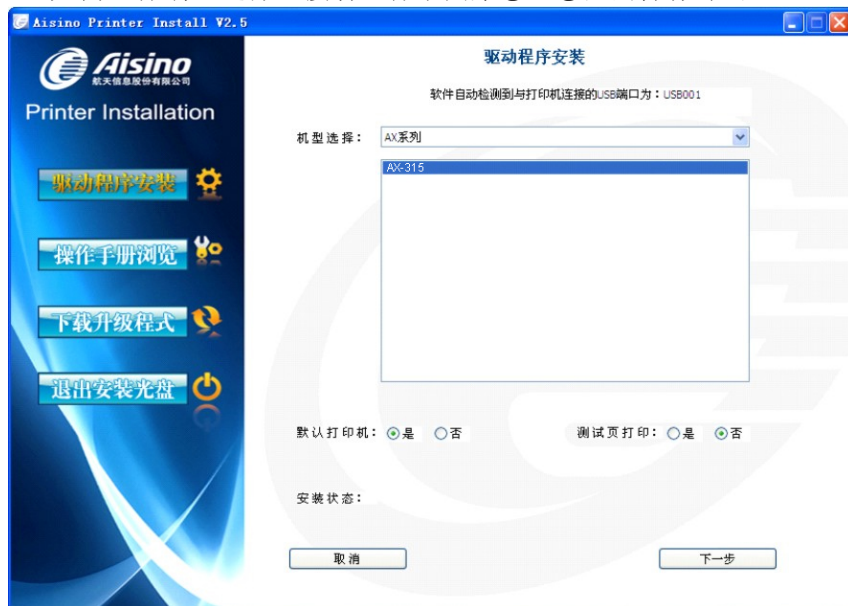 Aisino Printer Install V2.5
Aisino
航天信息股份有限公司
Printer Installation
驱动程序安装
操作手册浏览
下载升级程式
退出安装光盘
驱动程序安装
软件自动检测到与打印机连接的USB端口为：USB001
机型选择： AX系列
AX-315
默认打印机： 是 否 测试页打印： 是 否
安装状态：
取消 下一步